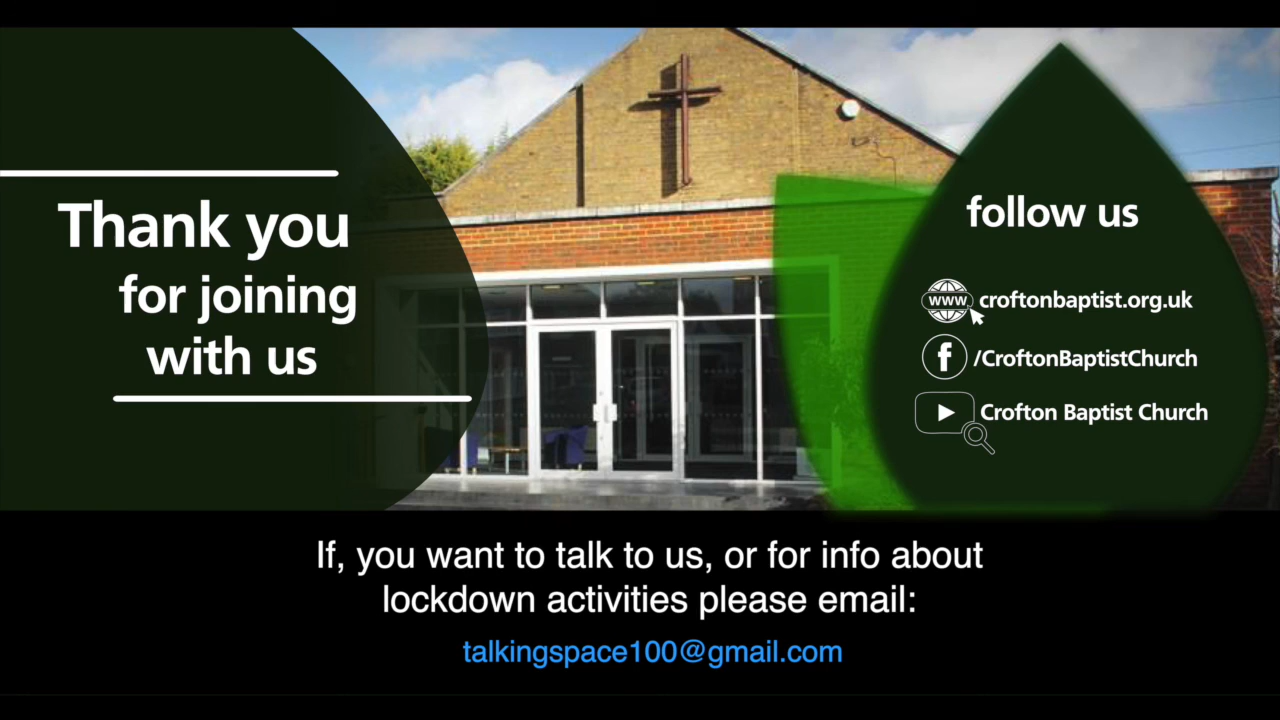 Thank you
for joining
with us
follow us
www croftonbaptist.org.uk
f /CroftonBaptistChurch
Crofton Baptist Church
If, you want to talk to us, or for info about
lockdown activities please email:
talkingspace100@gmail.com